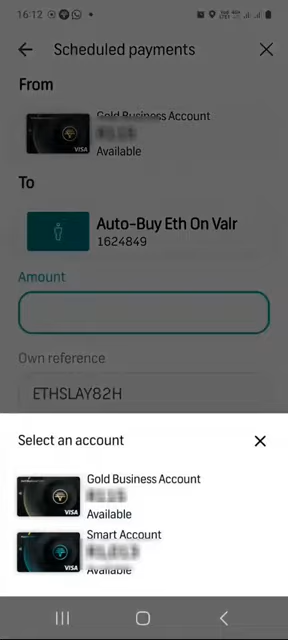 16:12
Scheduled payments
From
Gold Business Account
Available
VISA
To
Auto-Buy Eth On Valr
1624849
Amount
Own reference
ETHSLAY82H
Select an account
Gold Business Account
Available
VISA
Smart Account
Available
VISA